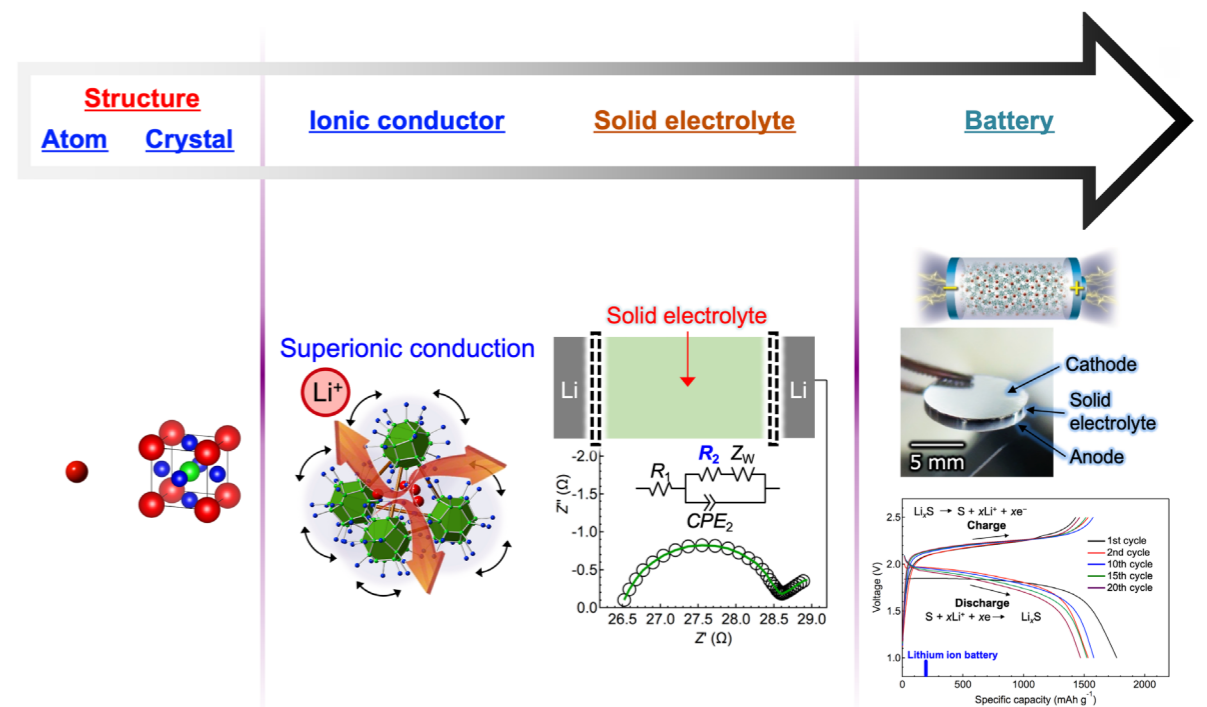 Structure
Atom Crystal
Ionic conductor
Solid electrolyte
Battery
Superionic conduction
Li⁺
Solid electrolyte
Li
Li
R₁
R₂
Z_W
CPE₂
Z'' (Ω)
-2.0
-1.5
-1.0
-0.5
0.0
26.5 27.0 27.5 28.0 28.5 29.0
Z' (Ω)
− +
Cathode
Solid
electrolyte
Anode
5 mm
LiₓS → S + xLi⁺ + xe⁻
Charge
1st cycle
2nd cycle
10th cycle
15th cycle
20th cycle
Discharge
S + xLi⁺ + xe → LiₓS
Lithium ion battery
Voltage (V)
2.5
2.0
1.0
0 500 1000 1500 2000
Specific capacity (mAh g⁻¹)